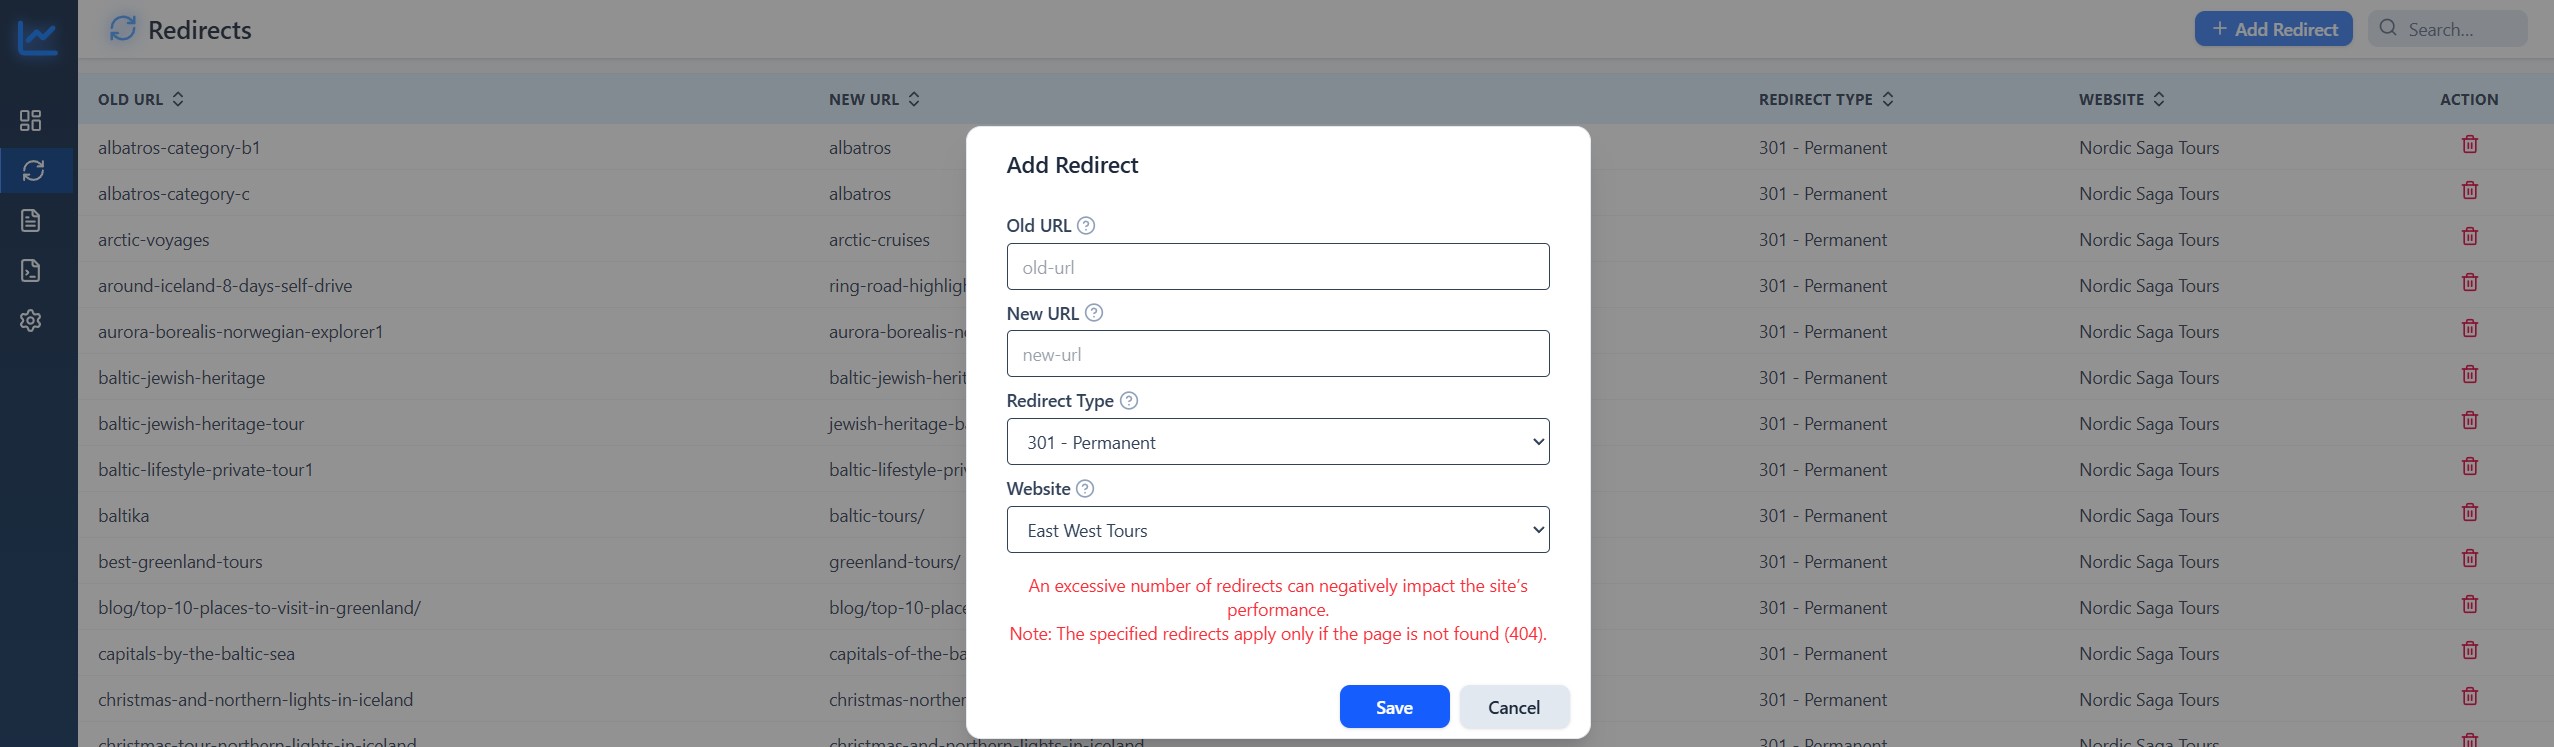 Redirects
+ Add Redirect
Search...
OLD URL NEW URL REDIRECT TYPE WEBSITE ACTION
albatros-category-b1 albatros 301 - Permanent Nordic Saga Tours
albatros-category-c albatros 301 - Permanent Nordic Saga Tours
arctic-voyages arctic-cruises 301 - Permanent Nordic Saga Tours
around-iceland-8-days-self-drive ring-road-highligh 301 - Permanent Nordic Saga Tours
aurora-borealis-norwegian-explorer1 aurora-borealis-no 301 - Permanent Nordic Saga Tours
baltic-jewish-heritage baltic-jewish-herit 301 - Permanent Nordic Saga Tours
baltic-jewish-heritage-tour jewish-heritage-ba 301 - Permanent Nordic Saga Tours
baltic-lifestyle-private-tour1 baltic-lifestyle-priv 301 - Permanent Nordic Saga Tours
baltika baltic-tours/ 301 - Permanent Nordic Saga Tours
best-greenland-tours greenland-tours/ 301 - Permanent Nordic Saga Tours
blog/top-10-places-to-visit-in-greenland/ blog/top-10-place 301 - Permanent Nordic Saga Tours
capitals-by-the-baltic-sea capitals-of-the-ba 301 - Permanent Nordic Saga Tours
christmas-and-northern-lights-in-iceland christmas-norther 301 - Permanent Nordic Saga Tours
christmas-tour-northern-lights-in-iceland christmas-and-northern-lights-in-iceland 301 - Permanent Nordic Saga Tours
Add Redirect
Old URL
old-url
New URL
new-url
Redirect Type
301 - Permanent
Website
East West Tours
An excessive number of redirects can negatively impact the site's
performance.
Note: The specified redirects apply only if the page is not found (404).
Save Cancel